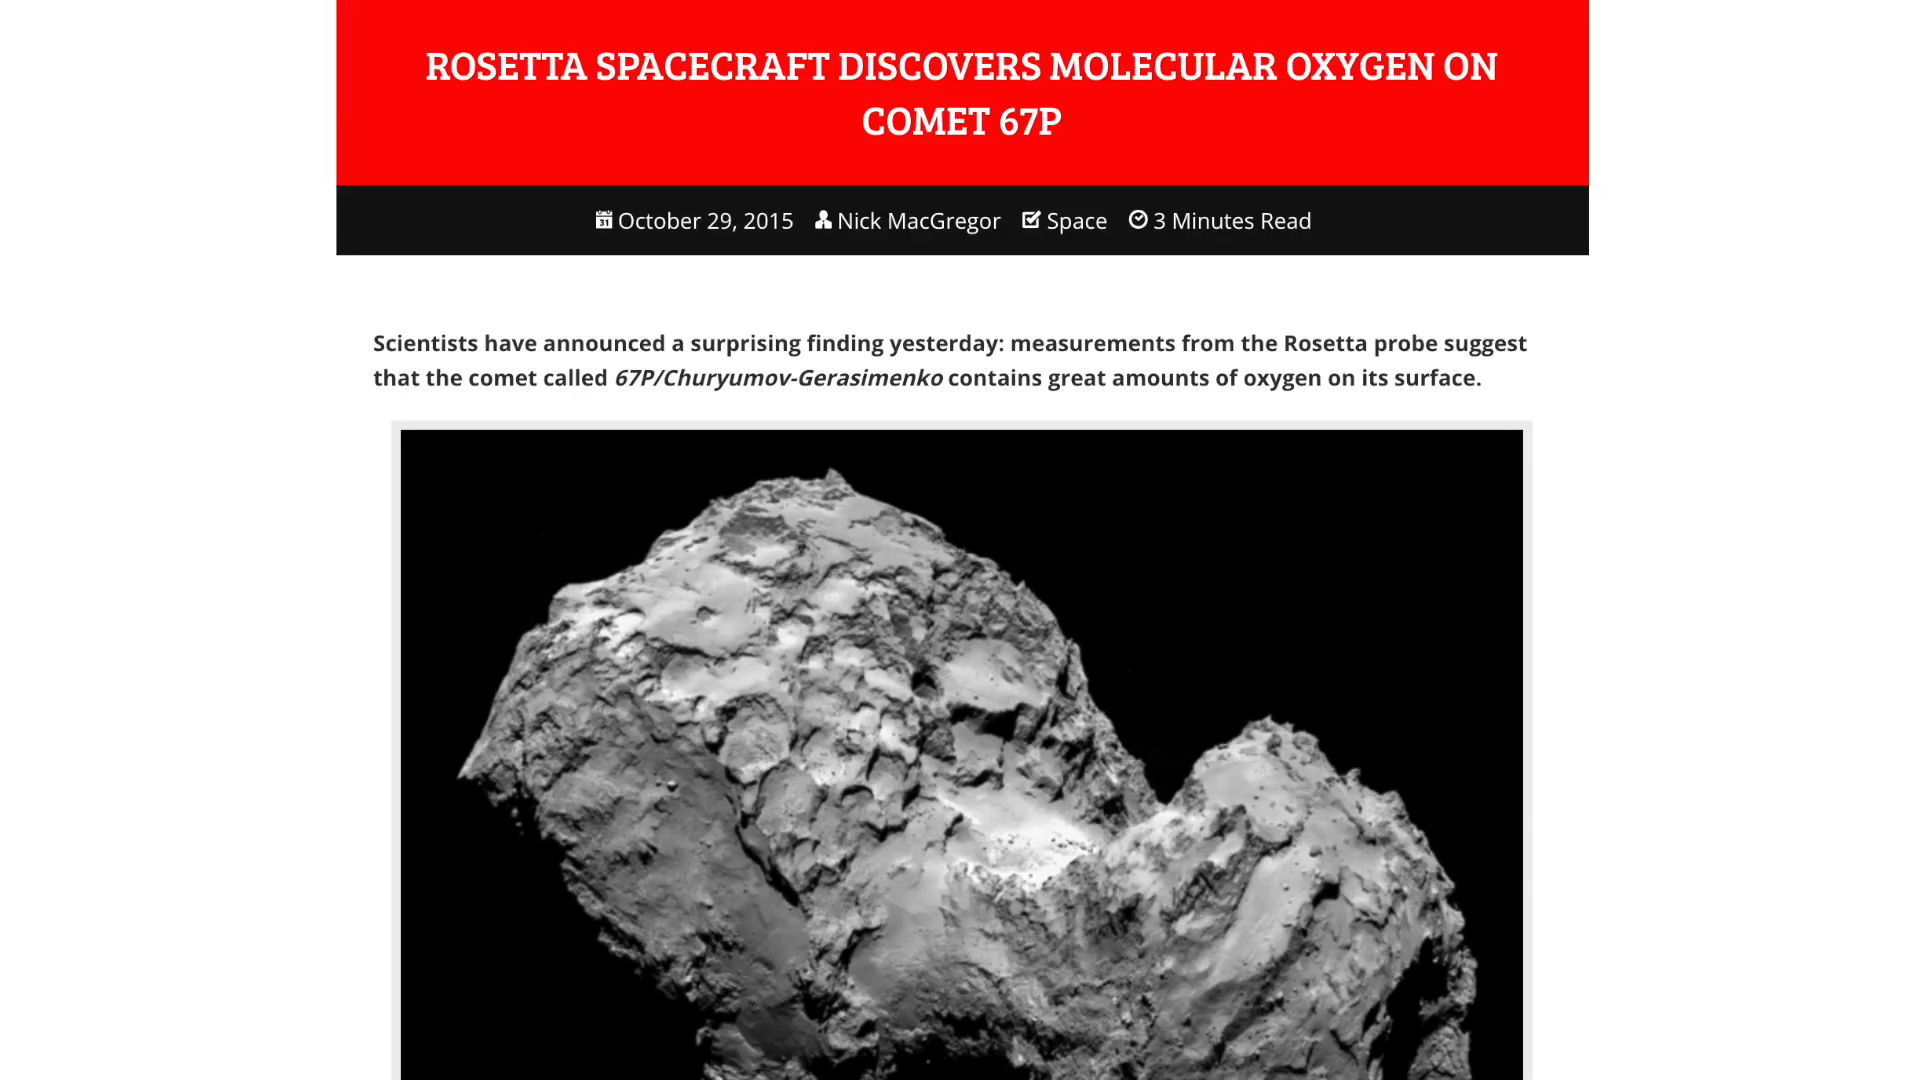 ROSETTA SPACECRAFT DISCOVERS MOLECULAR OXYGEN ON
COMET 67P
31 October 29, 2015 Nick MacGregor Space 3 Minutes Read
Scientists have announced a surprising finding yesterday: measurements from the Rosetta probe suggest
that the comet called 67P/Churyumov-Gerasimenko contains great amounts of oxygen on its surface.